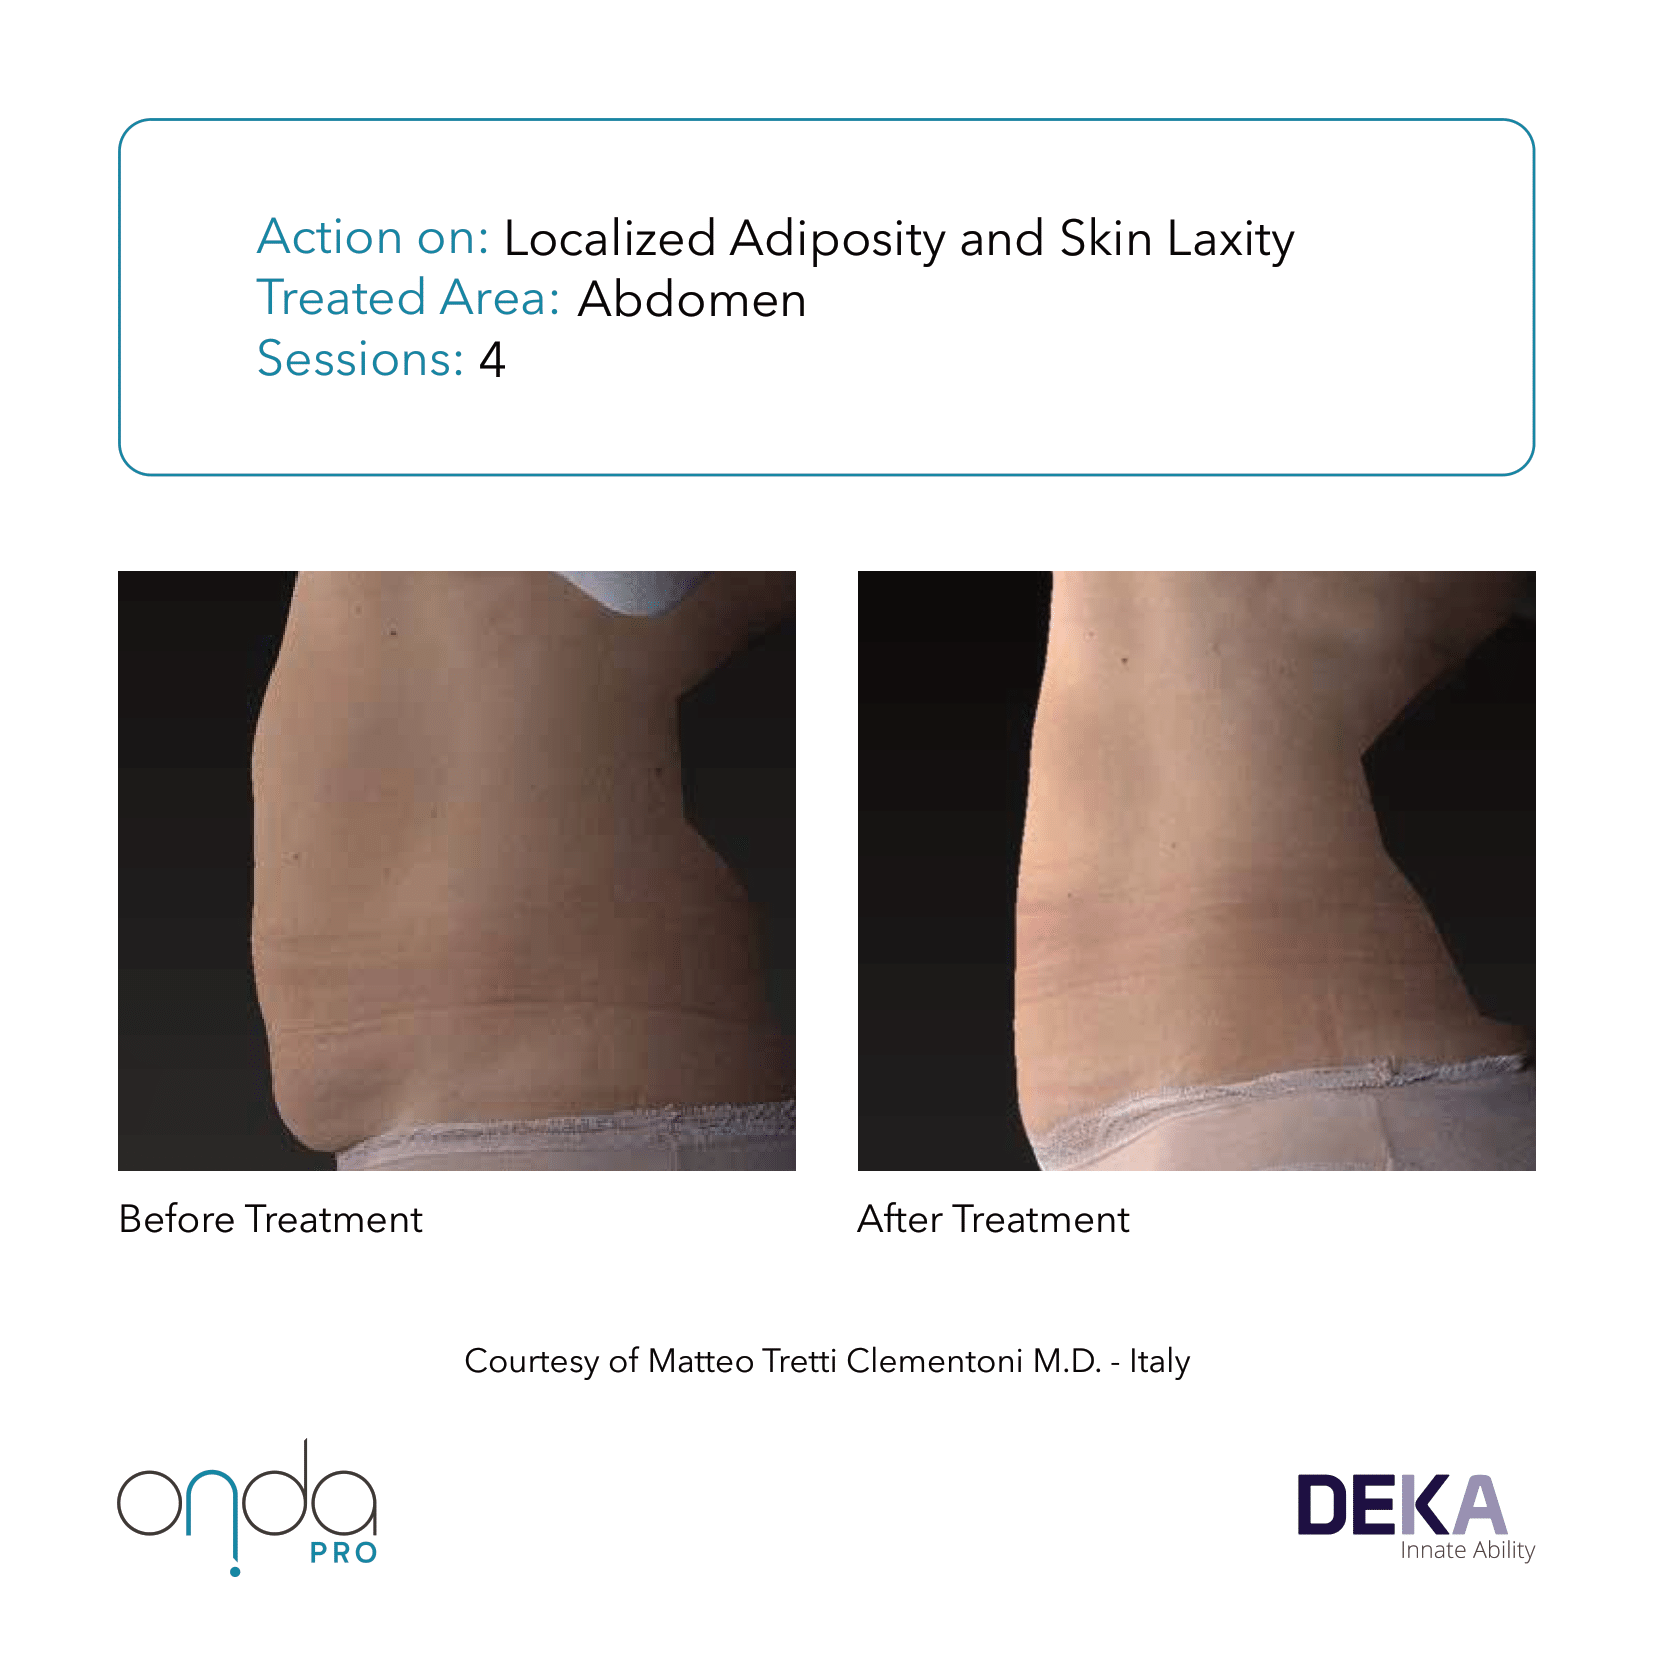 Action on: Localized Adiposity and Skin Laxity
Treated Area: Abdomen
Sessions: 4
Before Treatment
After Treatment
Courtesy of Matteo Tretti Clementoni M.D. - Italy
onda
PRO
DEKA
Innate Ability